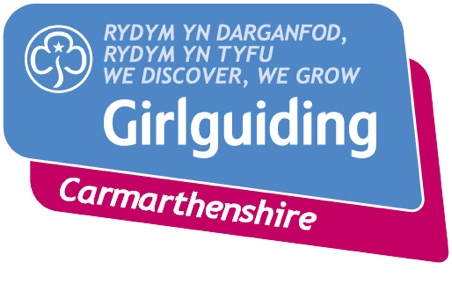 RYDYM YN DARGANFOD,
RYDYM YN TYFU
WE DISCOVER, WE GROW
Girlguiding
Carmarthenshire